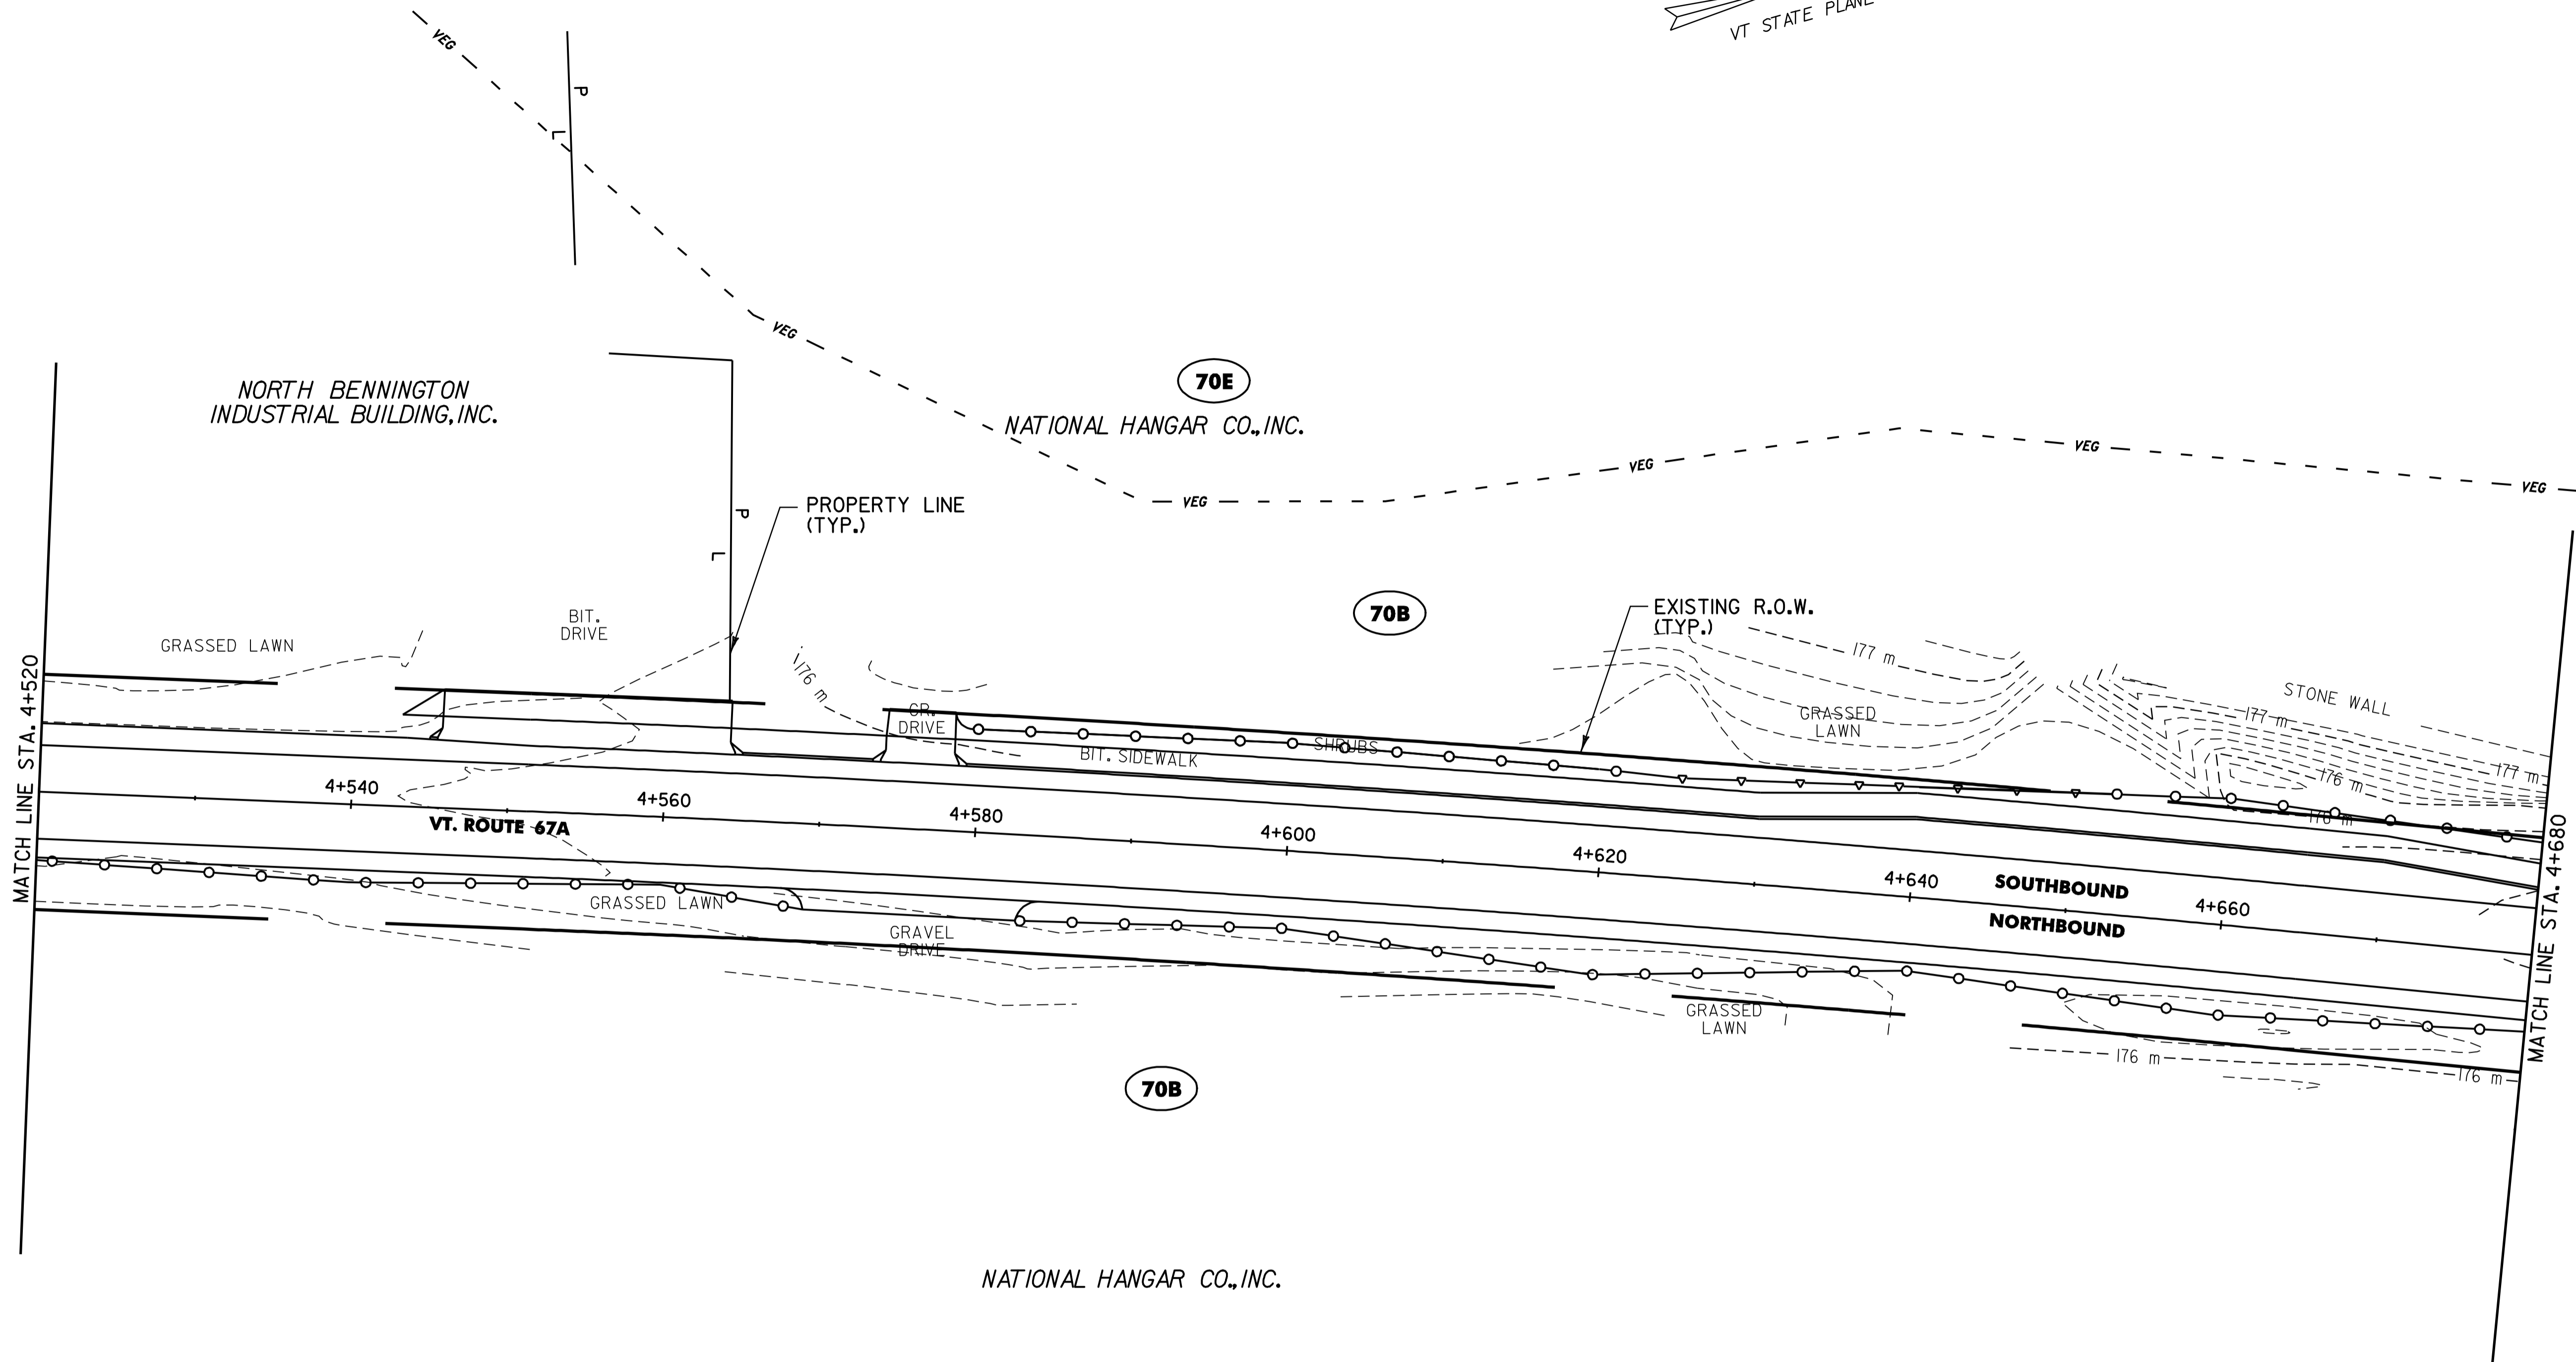 VT STATE PLANE
VEG
P
L
VEG
70E
NORTH BENNINGTON
INDUSTRIAL BUILDING, INC.
NATIONAL HANGAR CO., INC.
VEG
VEG
VEG
VEG
PROPERTY LINE
(TYP.)
P
L
70B
EXISTING R.O.W.
(TYP.)
BIT.
DRIVE
GRASSED LAWN
176 m
177 m
STONE WALL
GR.
DRIVE
GRASSED
LAWN
177 m
SHRUBS
BIT. SIDEWALK
177 m
176 m
176 m
MATCH LINE STA. 4+520
4+540
4+560
4+580
4+600
4+620
4+640
4+660
VT. ROUTE 67A
SOUTHBOUND
NORTHBOUND
MATCH LINE STA. 4+680
GRASSED LAWN
GRAVEL
DRIVE
GRASSED
LAWN
176 m
176 m
70B
NATIONAL HANGAR CO., INC.